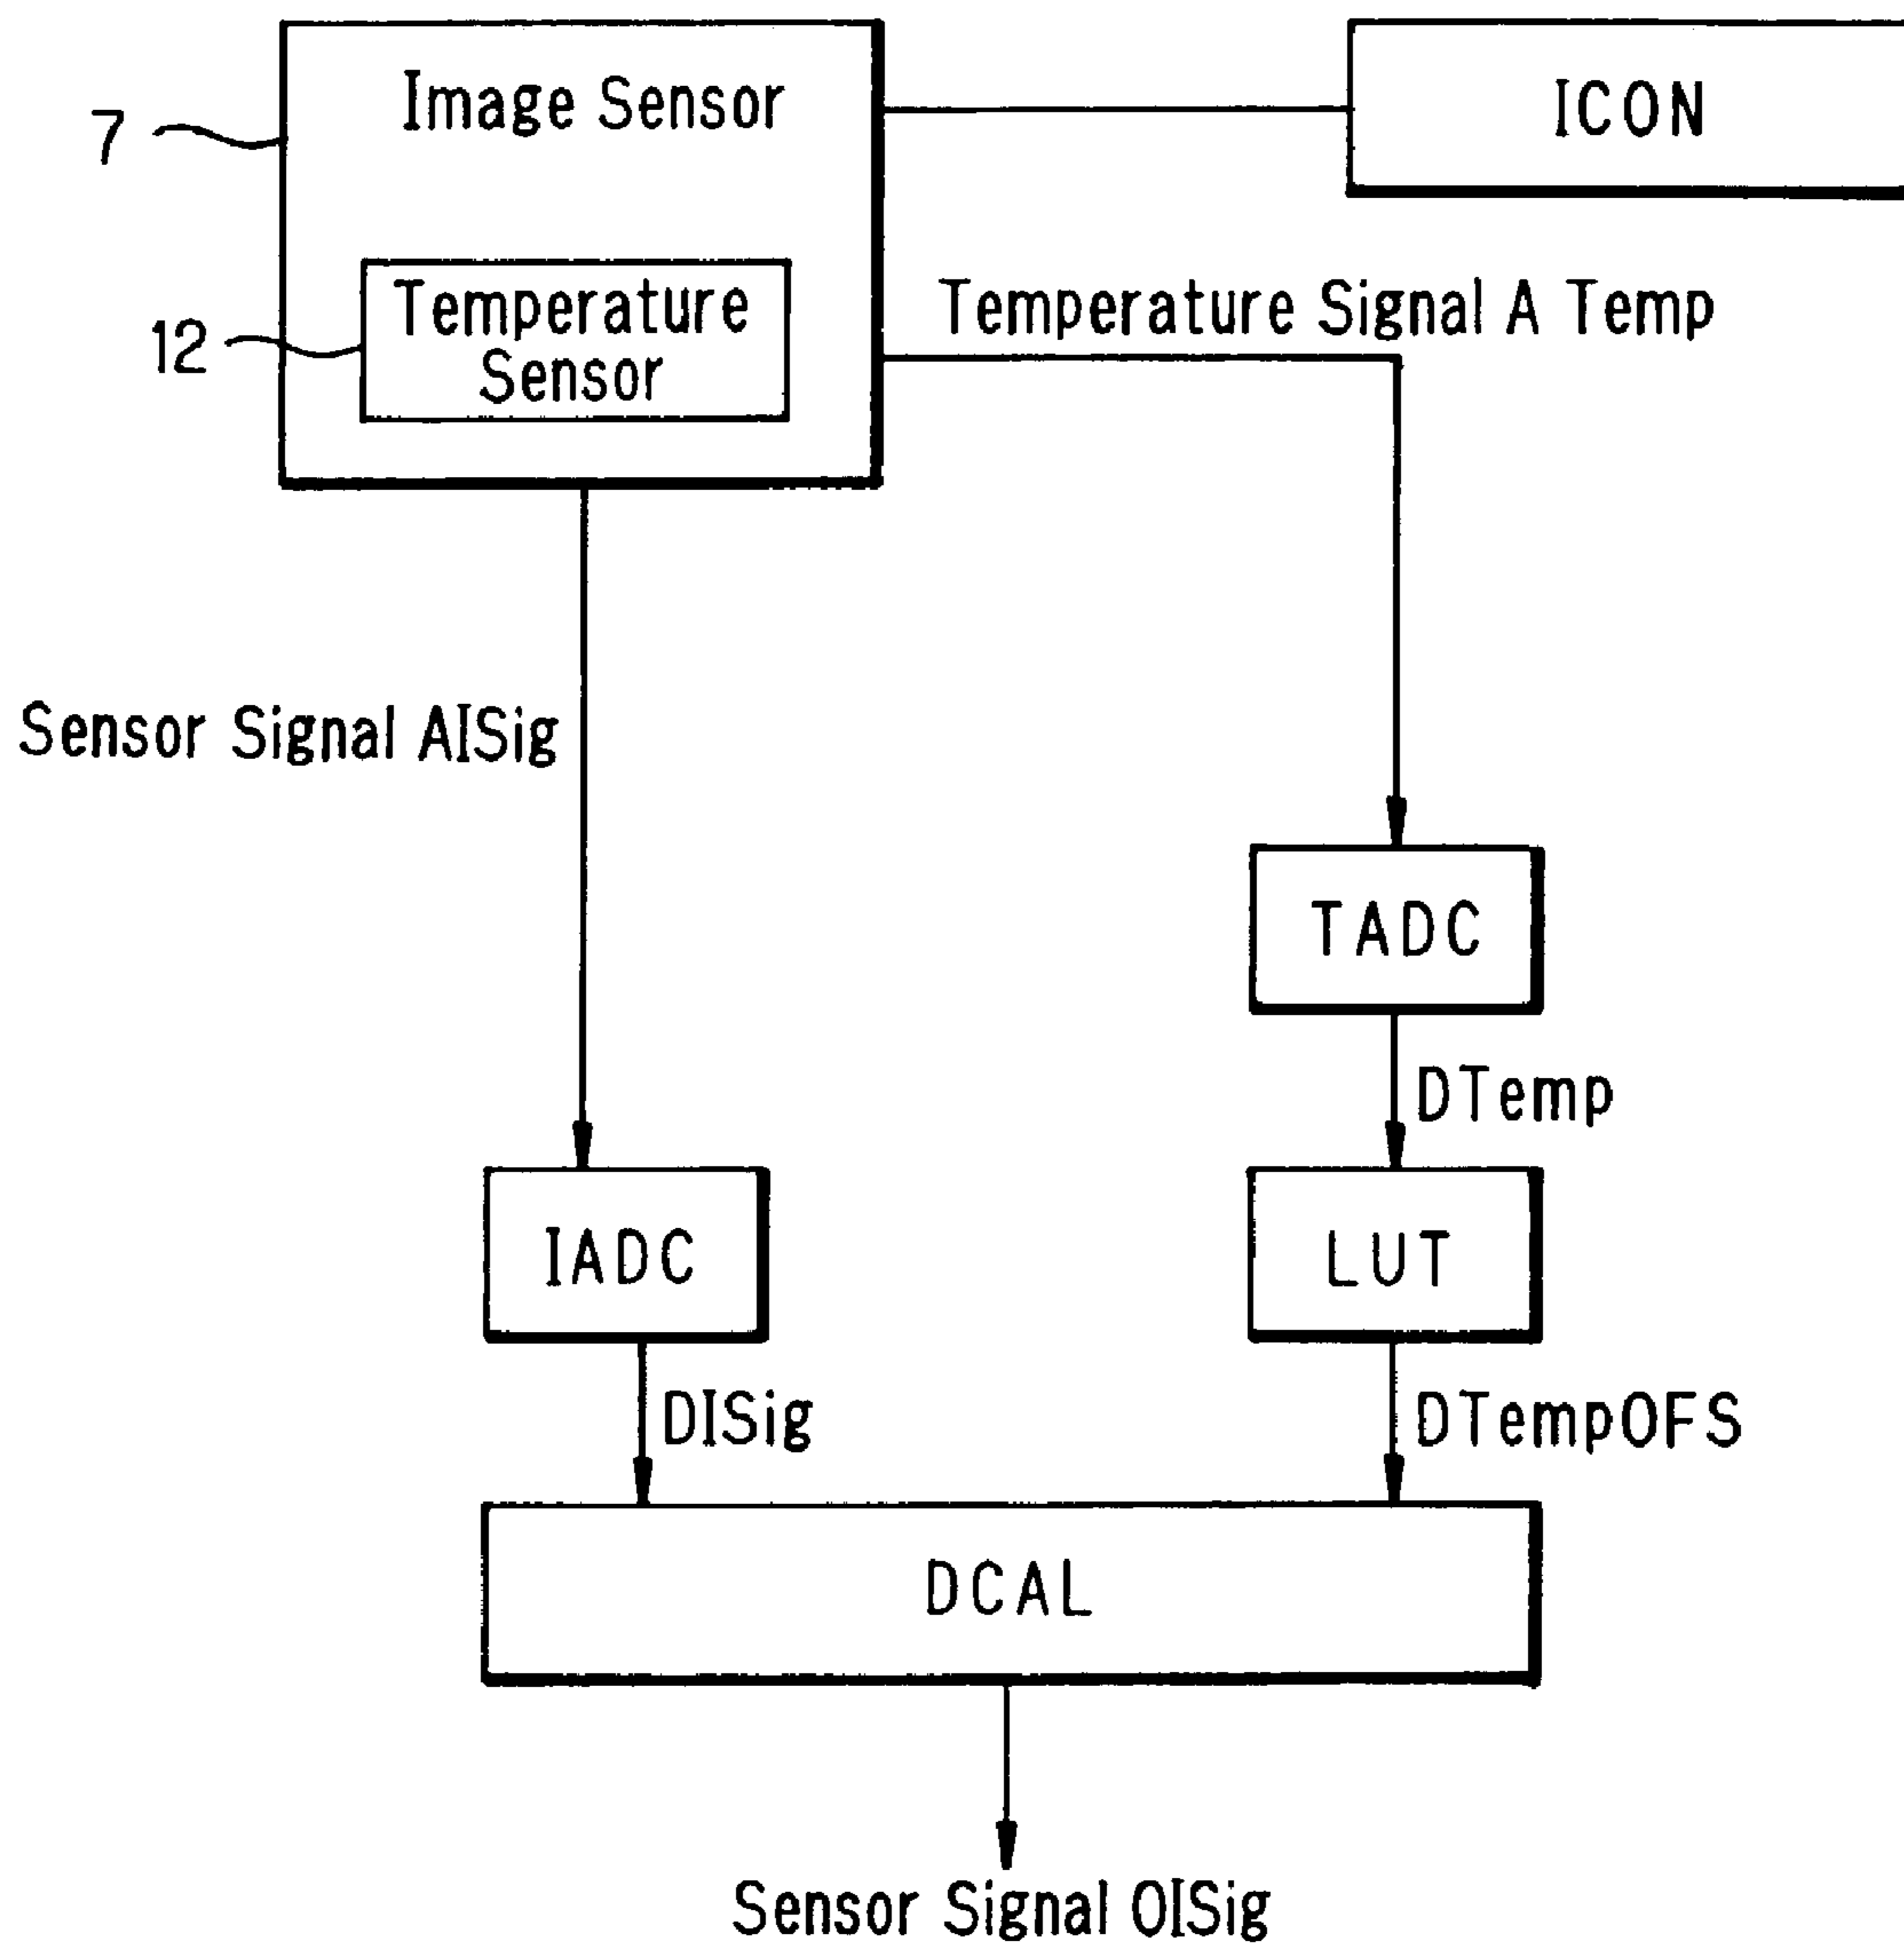 Image Sensor
ICON
7
Temperature
Sensor
12
Temperature Signal A Temp
Sensor Signal AISig
TADC
DTemp
IADC
LUT
DISig
DTempOFS
DCAL
Sensor Signal OISig